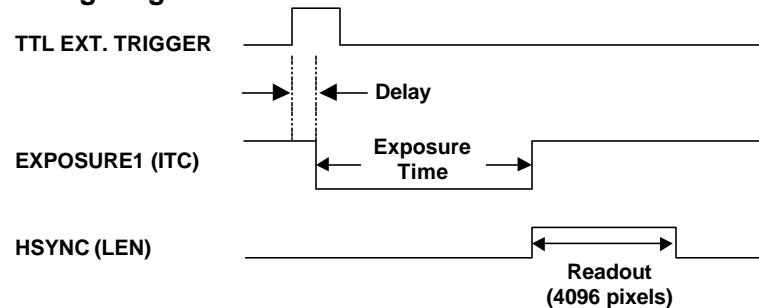 TTL EXT. TRIGGER
Delay
EXPOSURE1 (ITC)
Exposure
Time
HSYNC (LEN)
Readout
(4096 pixels)